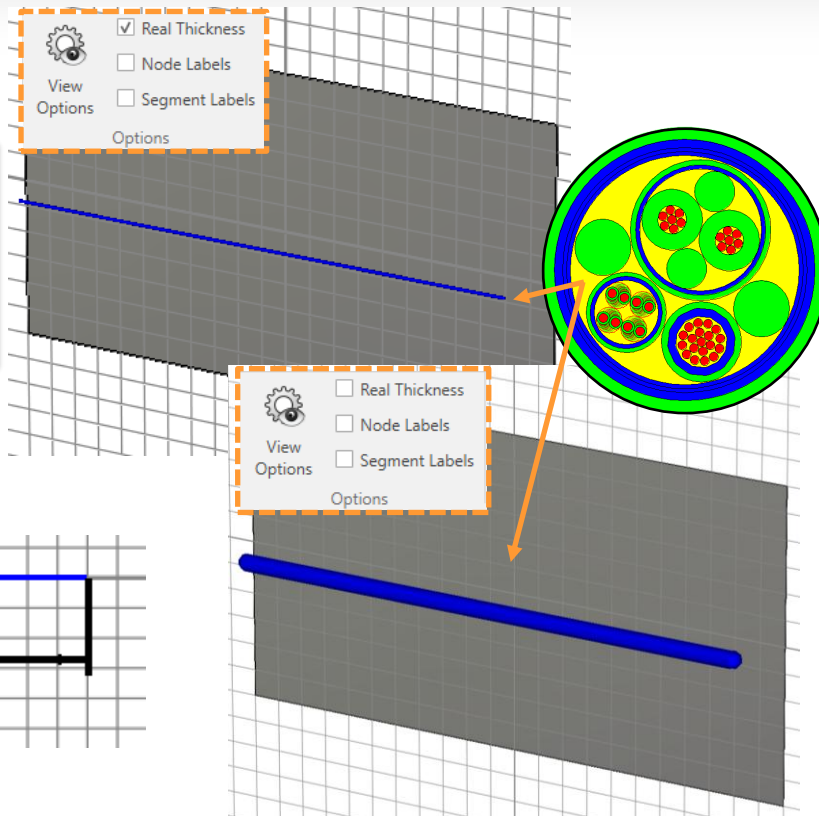 Real Thickness
Node Labels
Segment Labels
View
Options
Options
Real Thickness
Node Labels
Segment Labels
View
Options
Options